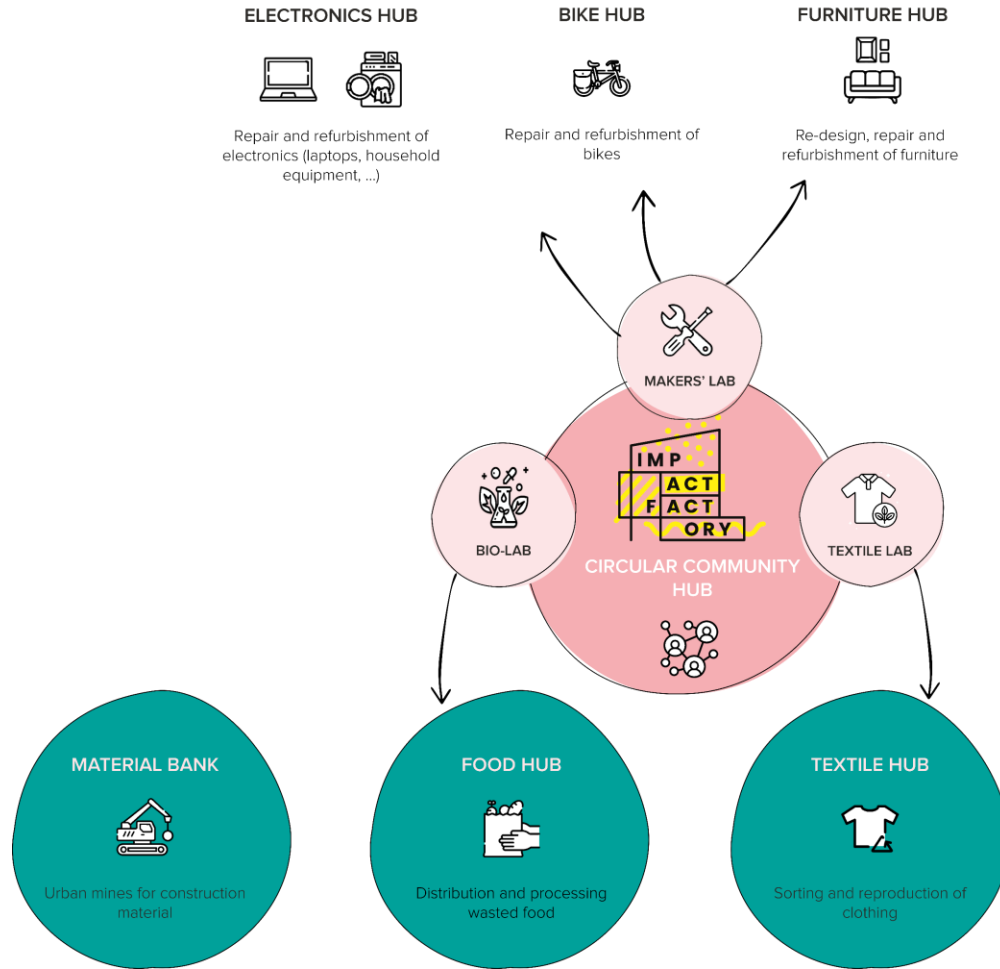 ELECTRONICS HUB
Repair and refurbishment of
electronics (laptops, household
equipment, ...)
BIKE HUB
Repair and refurbishment of
bikes
FURNITURE HUB
Re-design, repair and
refurbishment of furniture
MAKERS' LAB
IMP
ACT
FACT
ORY
CIRCULAR COMMUNITY
HUB
BIO-LAB
TEXTILE LAB
MATERIAL BANK
Urban mines for construction
material
FOOD HUB
Distribution and processing
wasted food
TEXTILE HUB
Sorting and reproduction of
clothing